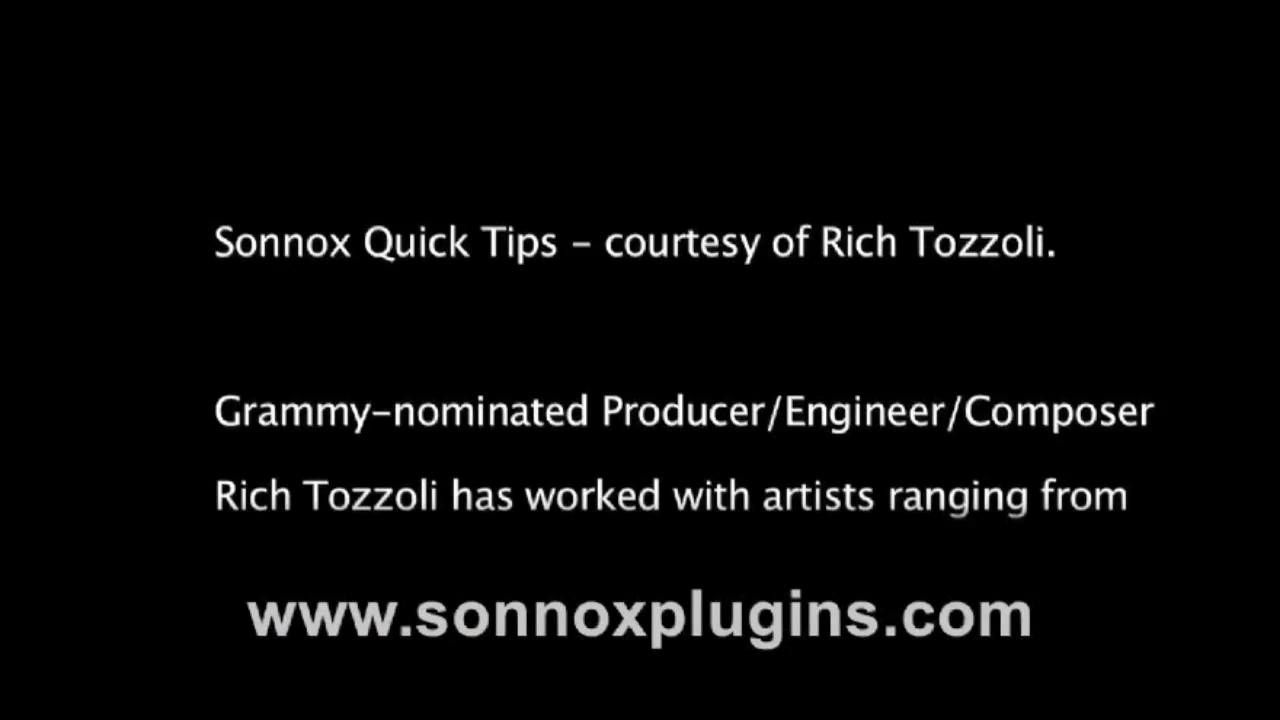 Sonnox Quick Tips – courtesy of Rich Tozzoli.
Grammy-nominated Producer/Engineer/Composer
Rich Tozzoli has worked with artists ranging from
www.sonnoxplugins.com